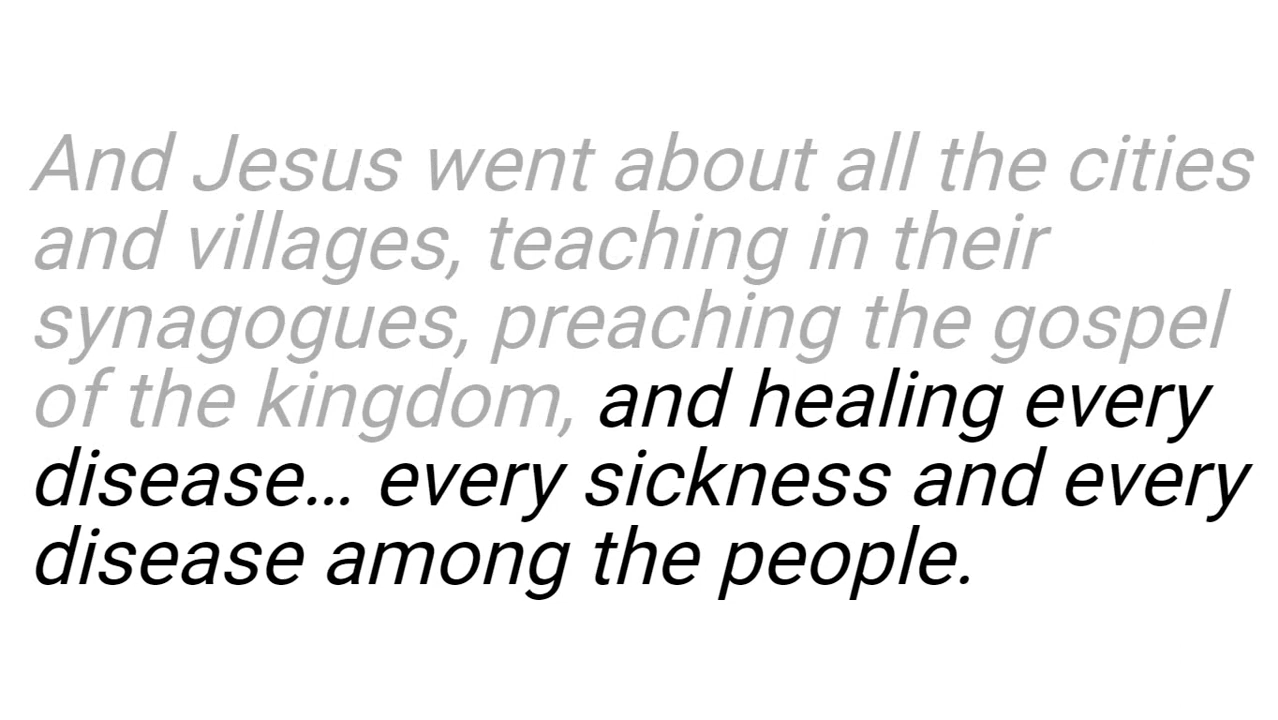 And Jesus went about all the cities
and villages, teaching in their
synagogues, preaching the gospel
of the kingdom, and healing every
disease... every sickness and every
disease among the people.